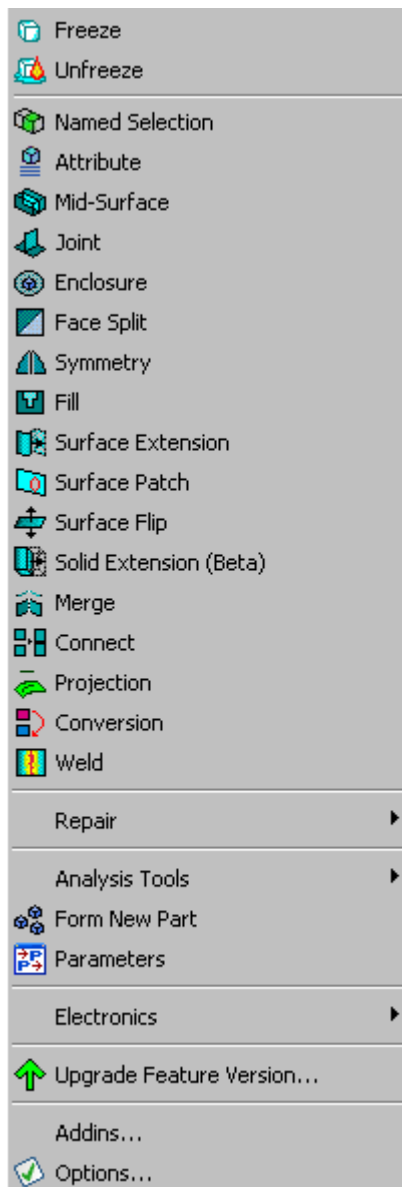 Freeze
Unfreeze
Named Selection
Attribute
Mid-Surface
Joint
Enclosure
Face Split
Symmetry
Fill
Surface Extension
Surface Patch
Surface Flip
Solid Extension (Beta)
Merge
Connect
Projection
Conversion
Weld
Repair
Analysis Tools
Form New Part
Parameters
Electronics
Upgrade Feature Version...
Addins...
Options...